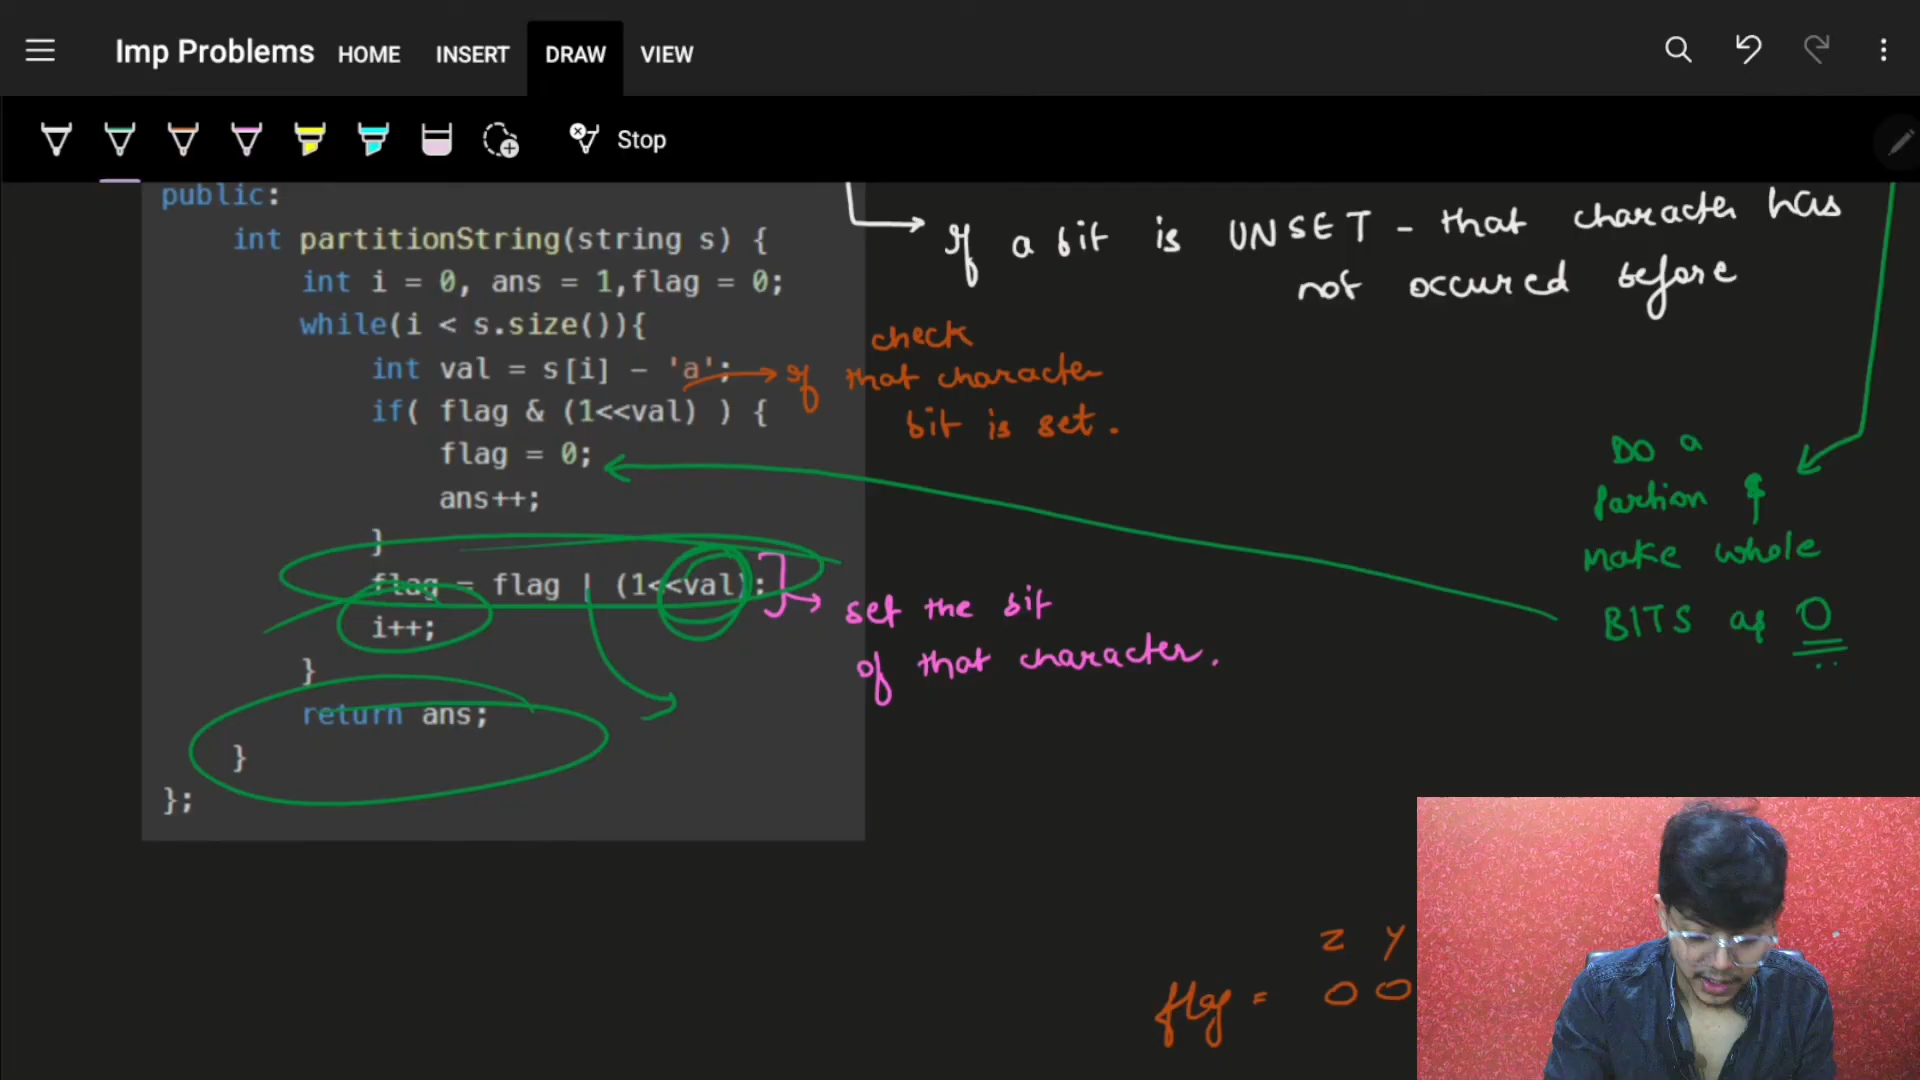 Imp Problems HOME INSERT DRAW VIEW
Stop
public:
int partitionString(string s) {
int i = 0, ans = 1,flag = 0;
while(i < s.size()){
int val = s[i] - 'a';
if( flag & (1<<val) ) {
flag = 0;
ans++;
}
flag = flag | (1<<val);
i++;
}
return ans;
}
};
If a bit is UNSET - that character has
not occured before
check
If that character
bit is set.
set the bit
of that character.
DO a
Partion &
make whole
BITS as 0
z y
flag = 0 0